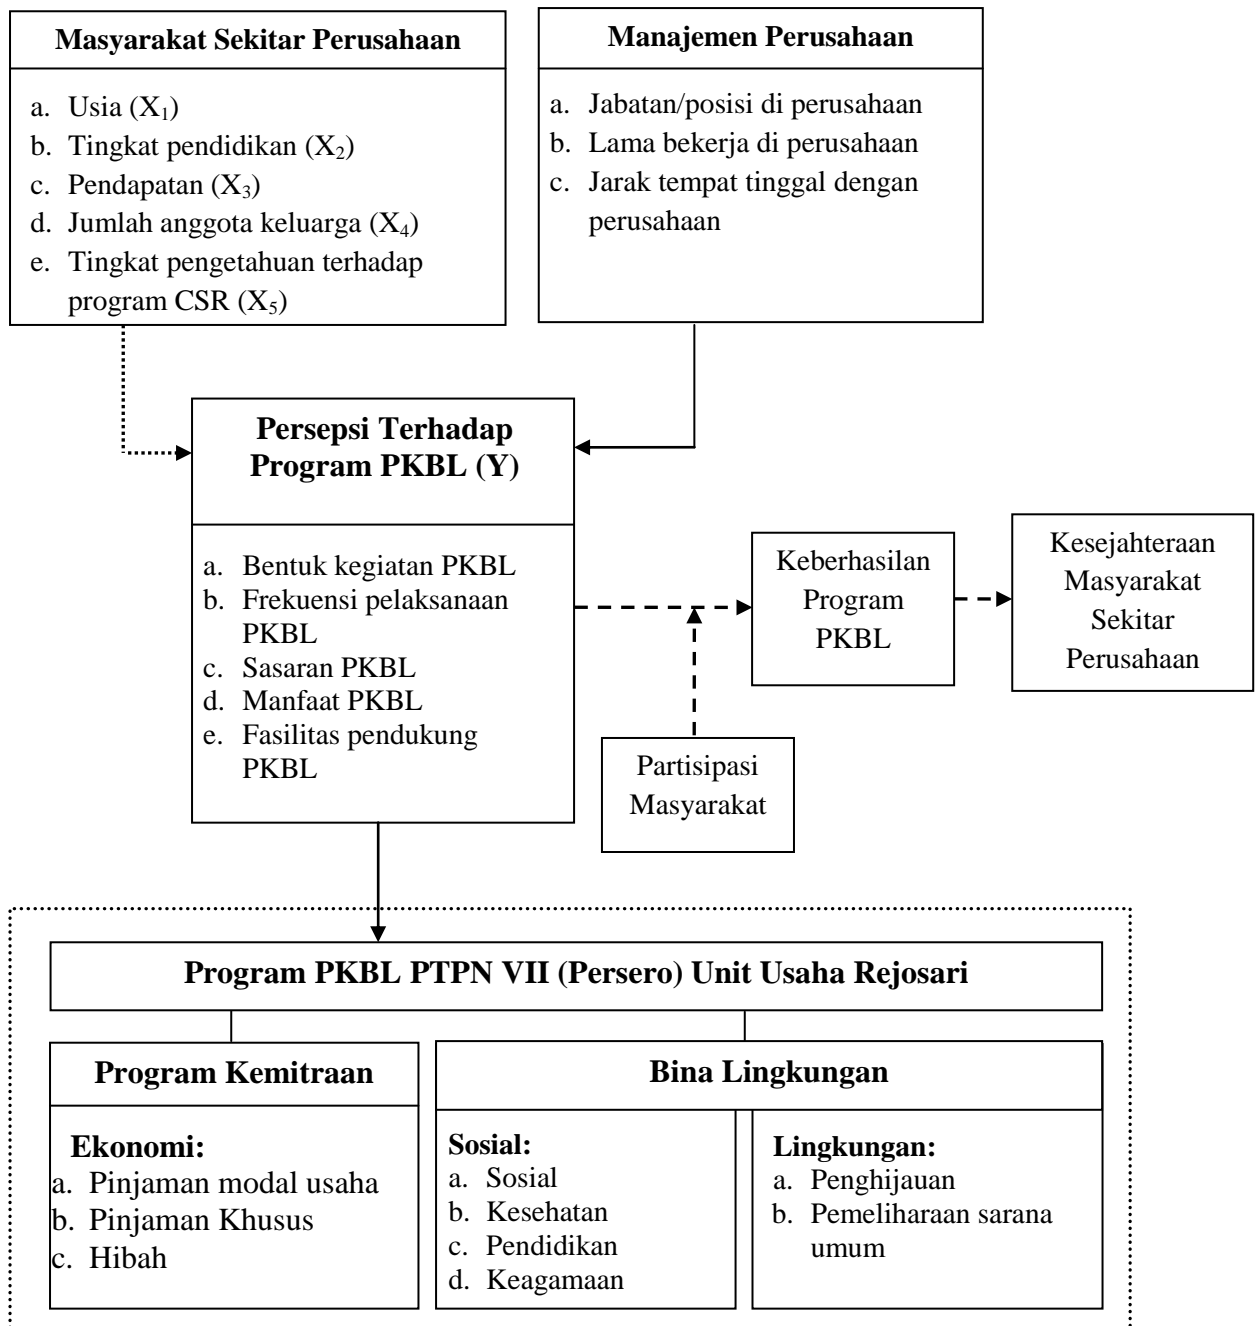 Masyarakat Sekitar Perusahaan
a. Usia (X₁)
b. Tingkat pendidikan (X₂)
c. Pendapatan (X₃)
d. Jumlah anggota keluarga (X₄)
e. Tingkat pengetahuan terhadap
program CSR (X₅)
Manajemen Perusahaan
a. Jabatan/posisi di perusahaan
b. Lama bekerja di perusahaan
c. Jarak tempat tinggal dengan
perusahaan
Persepsi Terhadap
Program PKBL (Y)
a. Bentuk kegiatan PKBL
b. Frekuensi pelaksanaan
PKBL
c. Sasaran PKBL
d. Manfaat PKBL
e. Fasilitas pendukung
PKBL
Keberhasilan
Program
PKBL
Kesejahteraan
Masyarakat
Sekitar
Perusahaan
Partisipasi
Masyarakat
Program PKBL PTPN VII (Persero) Unit Usaha Rejosari
Program Kemitraan
Ekonomi:
a. Pinjaman modal usaha
b. Pinjaman Khusus
c. Hibah
Bina Lingkungan
Sosial:
a. Sosial
b. Kesehatan
c. Pendidikan
d. Keagamaan
Lingkungan:
a. Penghijauan
b. Pemeliharaan sarana
umum